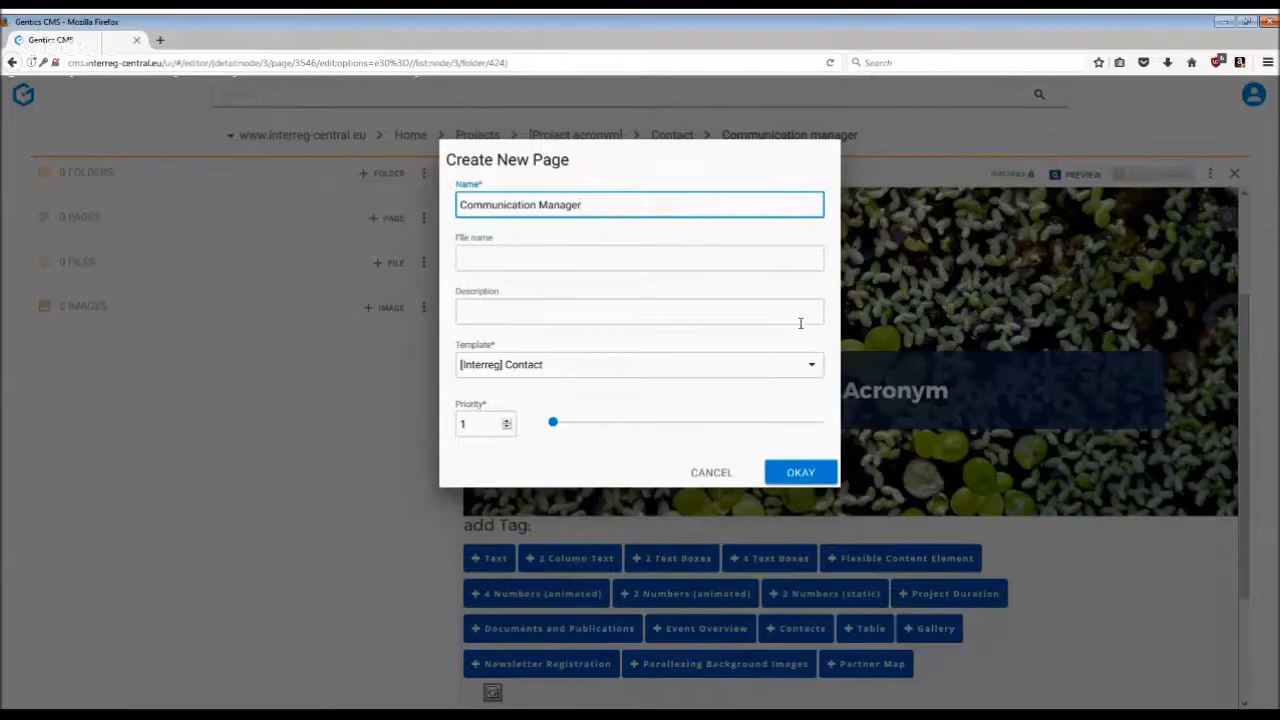 Gentics CMS - Mozilla Firefox
Gentics CMS
cms.interreg-central.eu/ui/#/editor/(detail:node/3/page/3546/edit;options=e30%3D//list:node/3/folder/424)
Search
6
www.interreg-central.eu > Home > Projects > [Project acronym] > Contact > Communication manager
0 FOLDERS + FOLDER
0 PAGES + PAGE
0 FILES + FILE
0 IMAGES + IMAGE
PUBLISHED PREVIEW
Create New Page
Name*
Communication Manager
File name
Description
Template*
[Interreg] Contact
Priority*
1
CANCEL OKAY
Acronym
add Tag:
+ Text + 2 Column Text + 2 Text Boxes + 4 Text Boxes + Flexible Content Element
+ 4 Numbers (animated) + 2 Numbers (animated) + 2 Numbers (static) + Project Duration
+ Documents and Publications + Event Overview + Contacts + Table + Gallery
+ Newsletter Registration + Parallexing Background Images + Partner Map